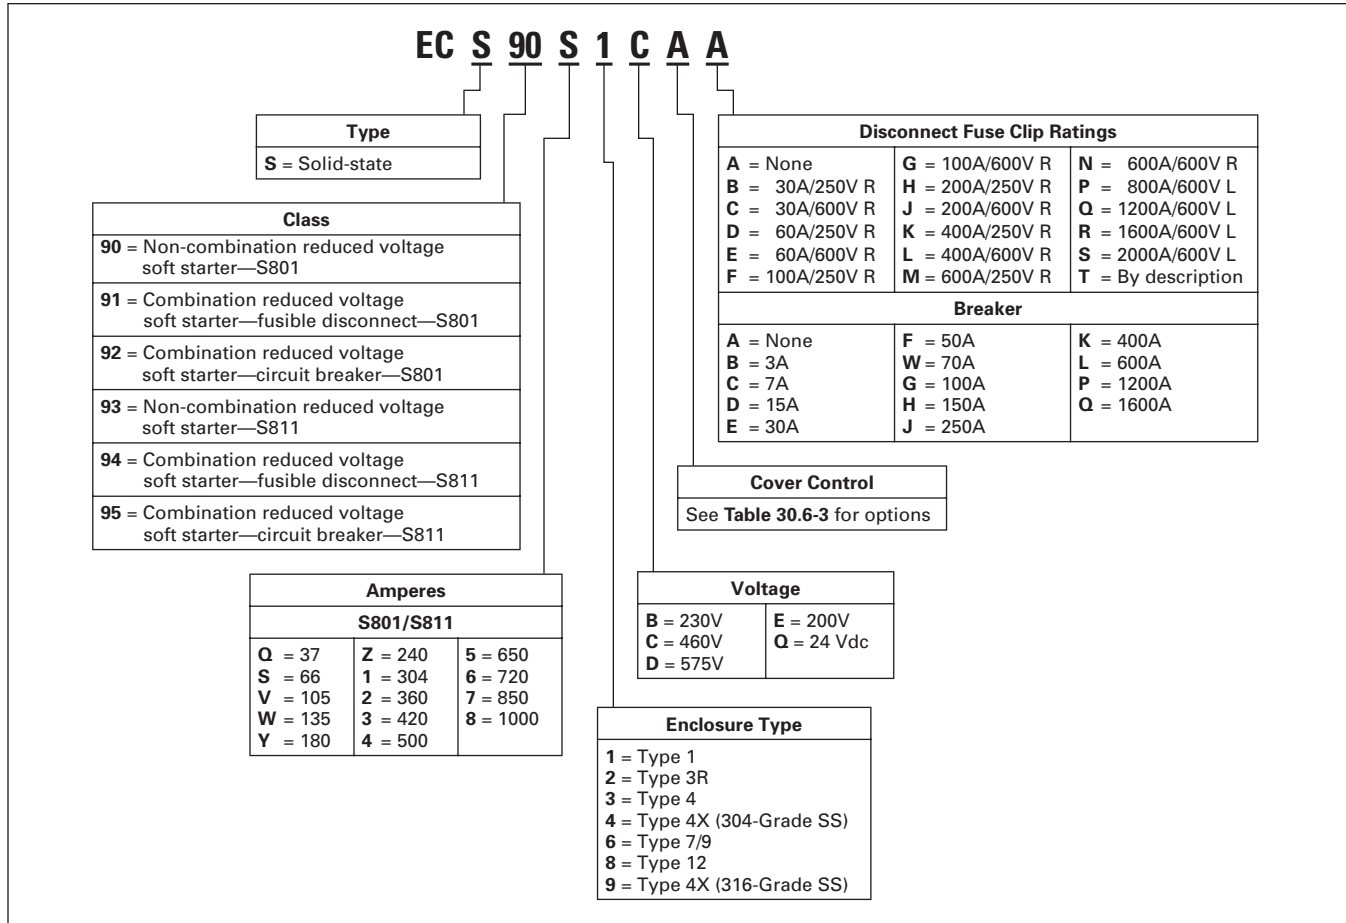 EC S 90 S 1 C A A
Type
S = Solid-state
Class
90 = Non-combination reduced voltage
soft starter—S801
91 = Combination reduced voltage
soft starter—fusible disconnect—S801
92 = Combination reduced voltage
soft starter—circuit breaker—S801
93 = Non-combination reduced voltage
soft starter—S811
94 = Combination reduced voltage
soft starter—fusible disconnect—S811
95 = Combination reduced voltage
soft starter—circuit breaker—S811
Disconnect Fuse Clip Ratings
A = None
B = 30A/250V R
C = 30A/600V R
D = 60A/250V R
E = 60A/600V R
F = 100A/250V R
G = 100A/600V R
H = 200A/250V R
J = 200A/600V R
K = 400A/250V R
L = 400A/600V R
M = 600A/250V R
N = 600A/600V R
P = 800A/600V L
Q = 1200A/600V L
R = 1600A/600V L
S = 2000A/600V L
T = By description
Breaker
A = None
B = 3A
C = 7A
D = 15A
E = 30A
F = 50A
W = 70A
G = 100A
H = 150A
J = 250A
K = 400A
L = 600A
P = 1200A
Q = 1600A
Cover Control
See Table 30.6-3 for options
Amperes
S801/S811
Q = 37
S = 66
V = 105
W = 135
Y = 180
Z = 240
1 = 304
2 = 360
3 = 420
4 = 500
5 = 650
6 = 720
7 = 850
8 = 1000
Voltage
B = 230V
C = 460V
D = 575V
E = 200V
Q = 24 Vdc
Enclosure Type
1 = Type 1
2 = Type 3R
3 = Type 4
4 = Type 4X (304-Grade SS)
6 = Type 7/9
8 = Type 12
9 = Type 4X (316-Grade SS)